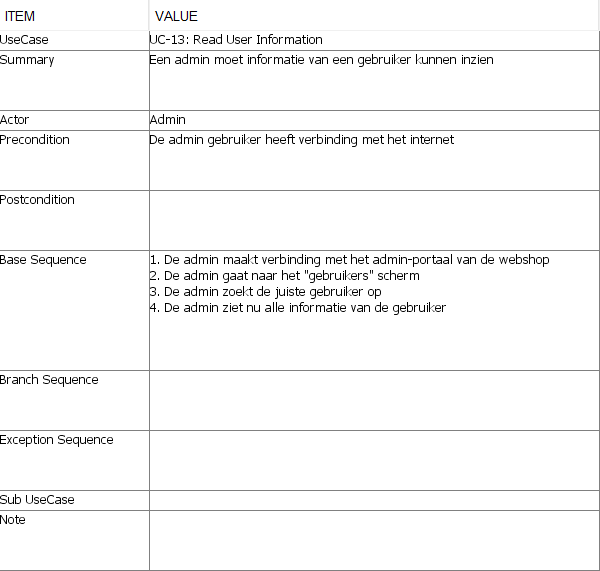 ITEM VALUE
UseCase UC-13: Read User Information
Summary Een admin moet informatie van een gebruiker kunnen inzien
Actor Admin
Precondition De admin gebruiker heeft verbinding met het internet
Postcondition
Base Sequence 1. De admin maakt verbinding met het admin-portaal van de webshop
2. De admin gaat naar het "gebruikers" scherm
3. De admin zoekt de juiste gebruiker op
4. De admin ziet nu alle informatie van de gebruiker
Branch Sequence
Exception Sequence
Sub UseCase
Note